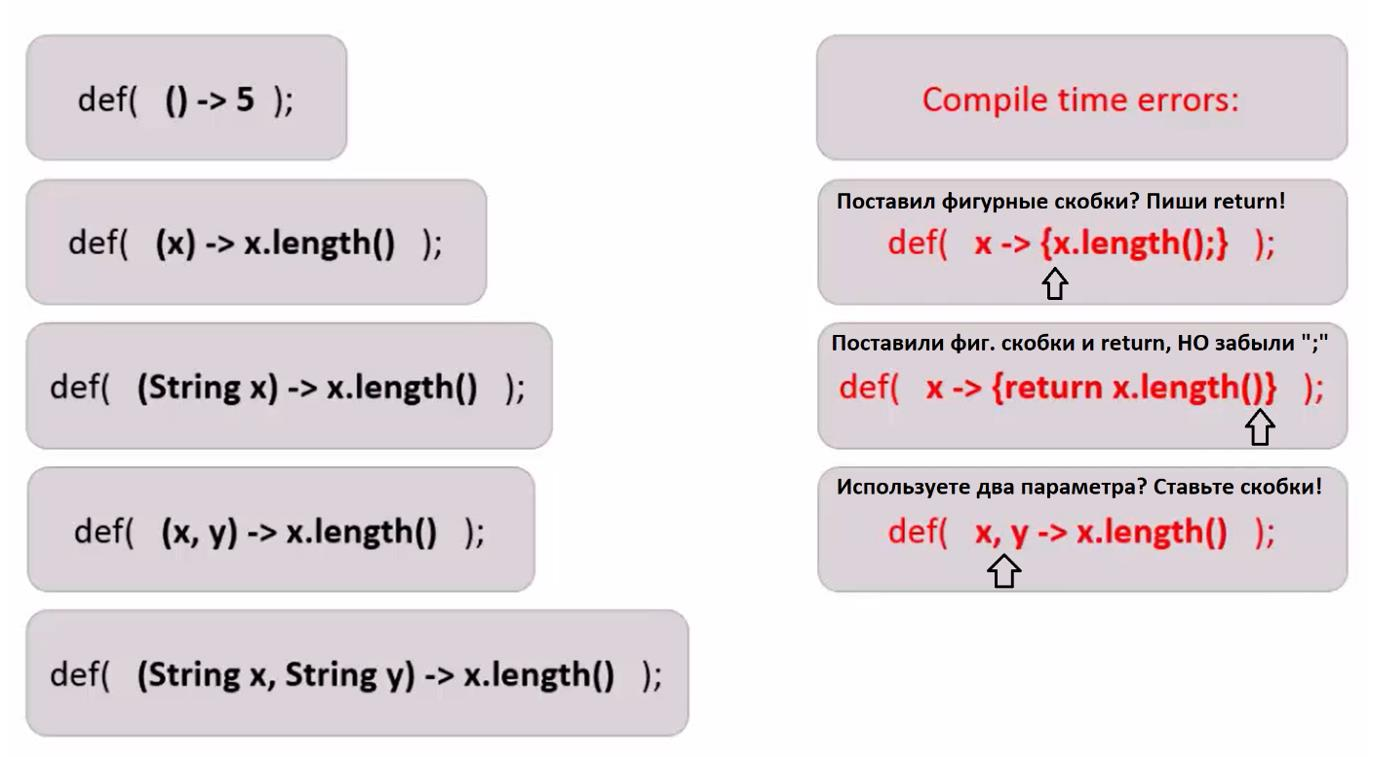 def( () -> 5 );
def( (x) -> x.length() );
def( (String x) -> x.length() );
def( (x, y) -> x.length() );
def( (String x, String y) -> x.length() );
Compile time errors:
Поставил фигурные скобки? Пиши return!
def( x -> {x.length();} );
Поставили фиг. скобки и return, НО забыли ";"
def( x -> {return x.length()} );
Используете два параметра? Ставьте скобки!
def( x, y -> x.length() );